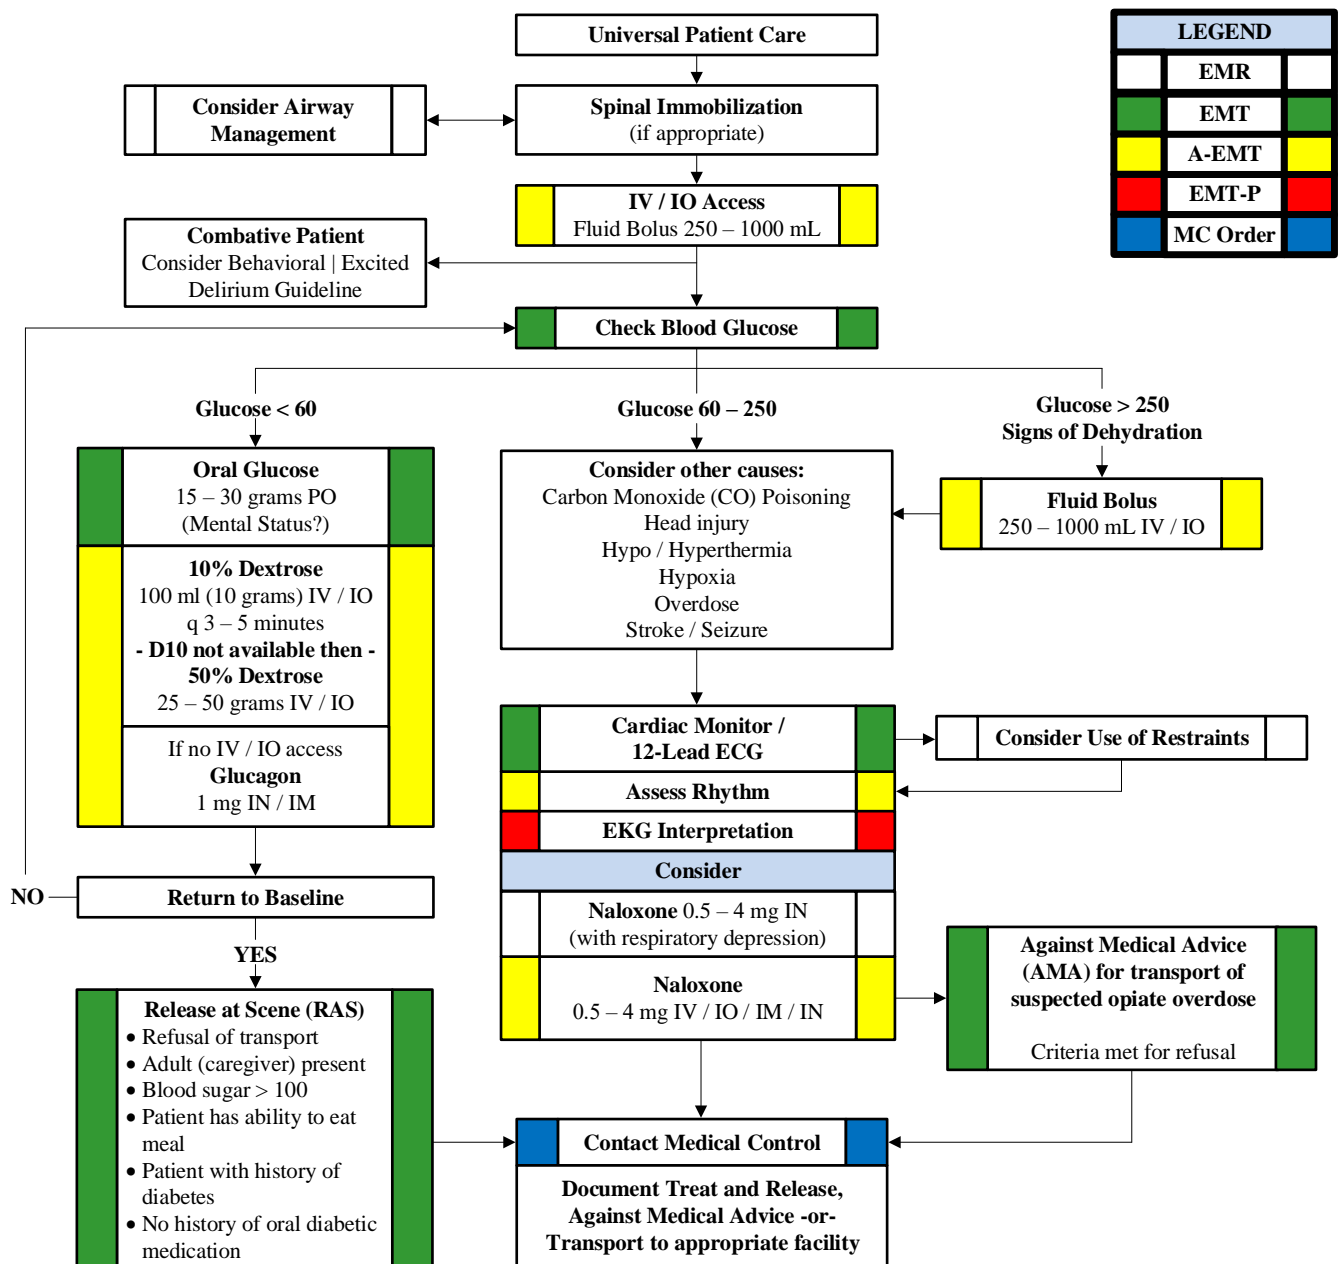 Universal Patient Care
LEGEND
EMR
EMT
A-EMT
EMT-P
MC Order
Consider Airway
Management
Spinal Immobilization
(if appropriate)
IV / IO Access
Fluid Bolus 250 – 1000 mL
Combative Patient
Consider Behavioral | Excited
Delirium Guideline
Check Blood Glucose
Glucose < 60
Glucose 60 – 250
Glucose > 250
Signs of Dehydration
Oral Glucose
15 – 30 grams PO
(Mental Status?)
10% Dextrose
100 ml (10 grams) IV / IO
q 3 – 5 minutes
- D10 not available then -
50% Dextrose
25 – 50 grams IV / IO
If no IV / IO access
Glucagon
1 mg IN / IM
Consider other causes:
Carbon Monoxide (CO) Poisoning
Head injury
Hypo / Hyperthermia
Hypoxia
Overdose
Stroke / Seizure
Fluid Bolus
250 – 1000 mL IV / IO
Cardiac Monitor /
12-Lead ECG
Consider Use of Restraints
Assess Rhythm
EKG Interpretation
Consider
Naloxone 0.5 – 4 mg IN
(with respiratory depression)
Naloxone
0.5 – 4 mg IV / IO / IM / IN
Against Medical Advice
(AMA) for transport of
suspected opiate overdose
Criteria met for refusal
NO
Return to Baseline
YES
Release at Scene (RAS)
• Refusal of transport
• Adult (caregiver) present
• Blood sugar > 100
• Patient has ability to eat
meal
• Patient with history of
diabetes
• No history of oral diabetic
medication
Contact Medical Control
Document Treat and Release,
Against Medical Advice -or-
Transport to appropriate facility